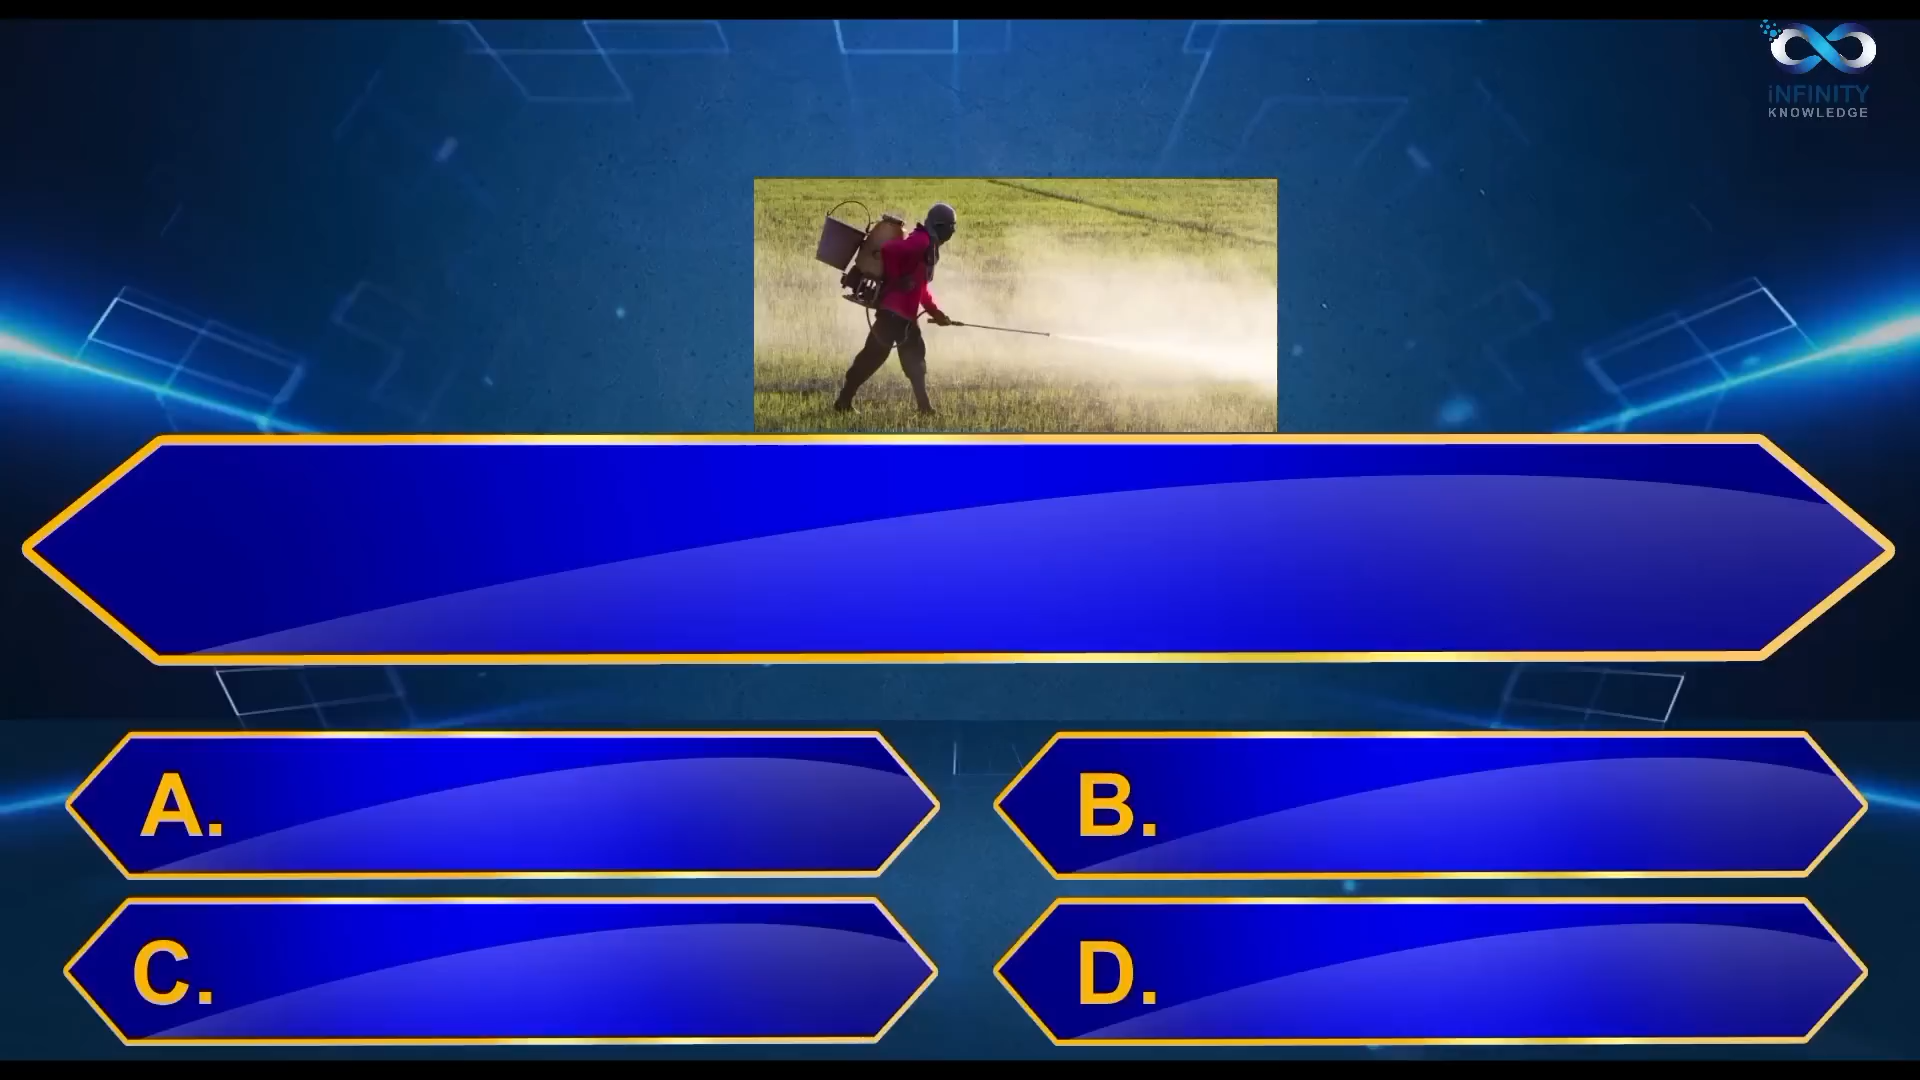 iNFINITY
KNOWLEDGE
A.
B.
C.
D.